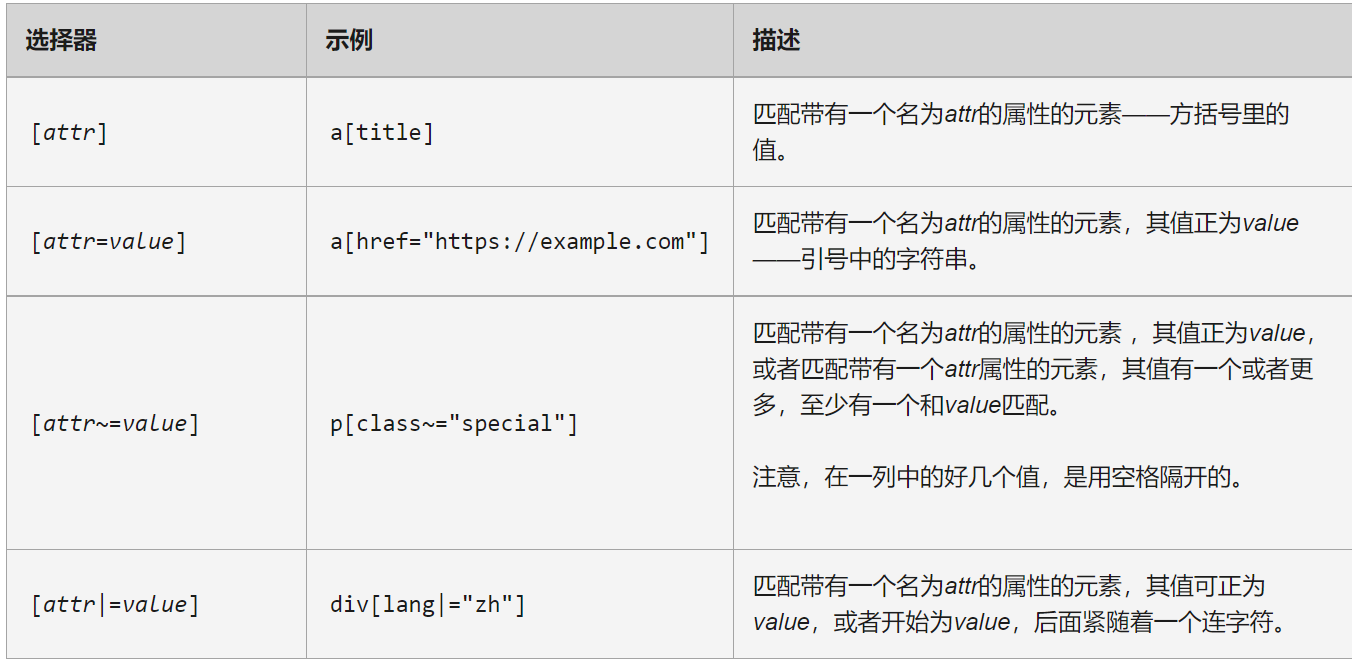 选择器 示例 描述
[attr] a[title] 匹配带有一个名为attr的属性的元素——方括号里的
值。
[attr=value] a[href="https://example.com"] 匹配带有一个名为attr的属性的元素，其值正为value
——引号中的字符串。
[attr~=value] p[class~="special"] 匹配带有一个名为attr的属性的元素 ，其值正为value，
或者匹配带有一个attr属性的元素，其值有一个或者更
多，至少有一个和value匹配。
注意，在一列中的好几个值，是用空格隔开的。
[attr|=value] div[lang|="zh"] 匹配带有一个名为attr的属性的元素，其值可正为
value，或者开始为value，后面紧随着一个连字符。